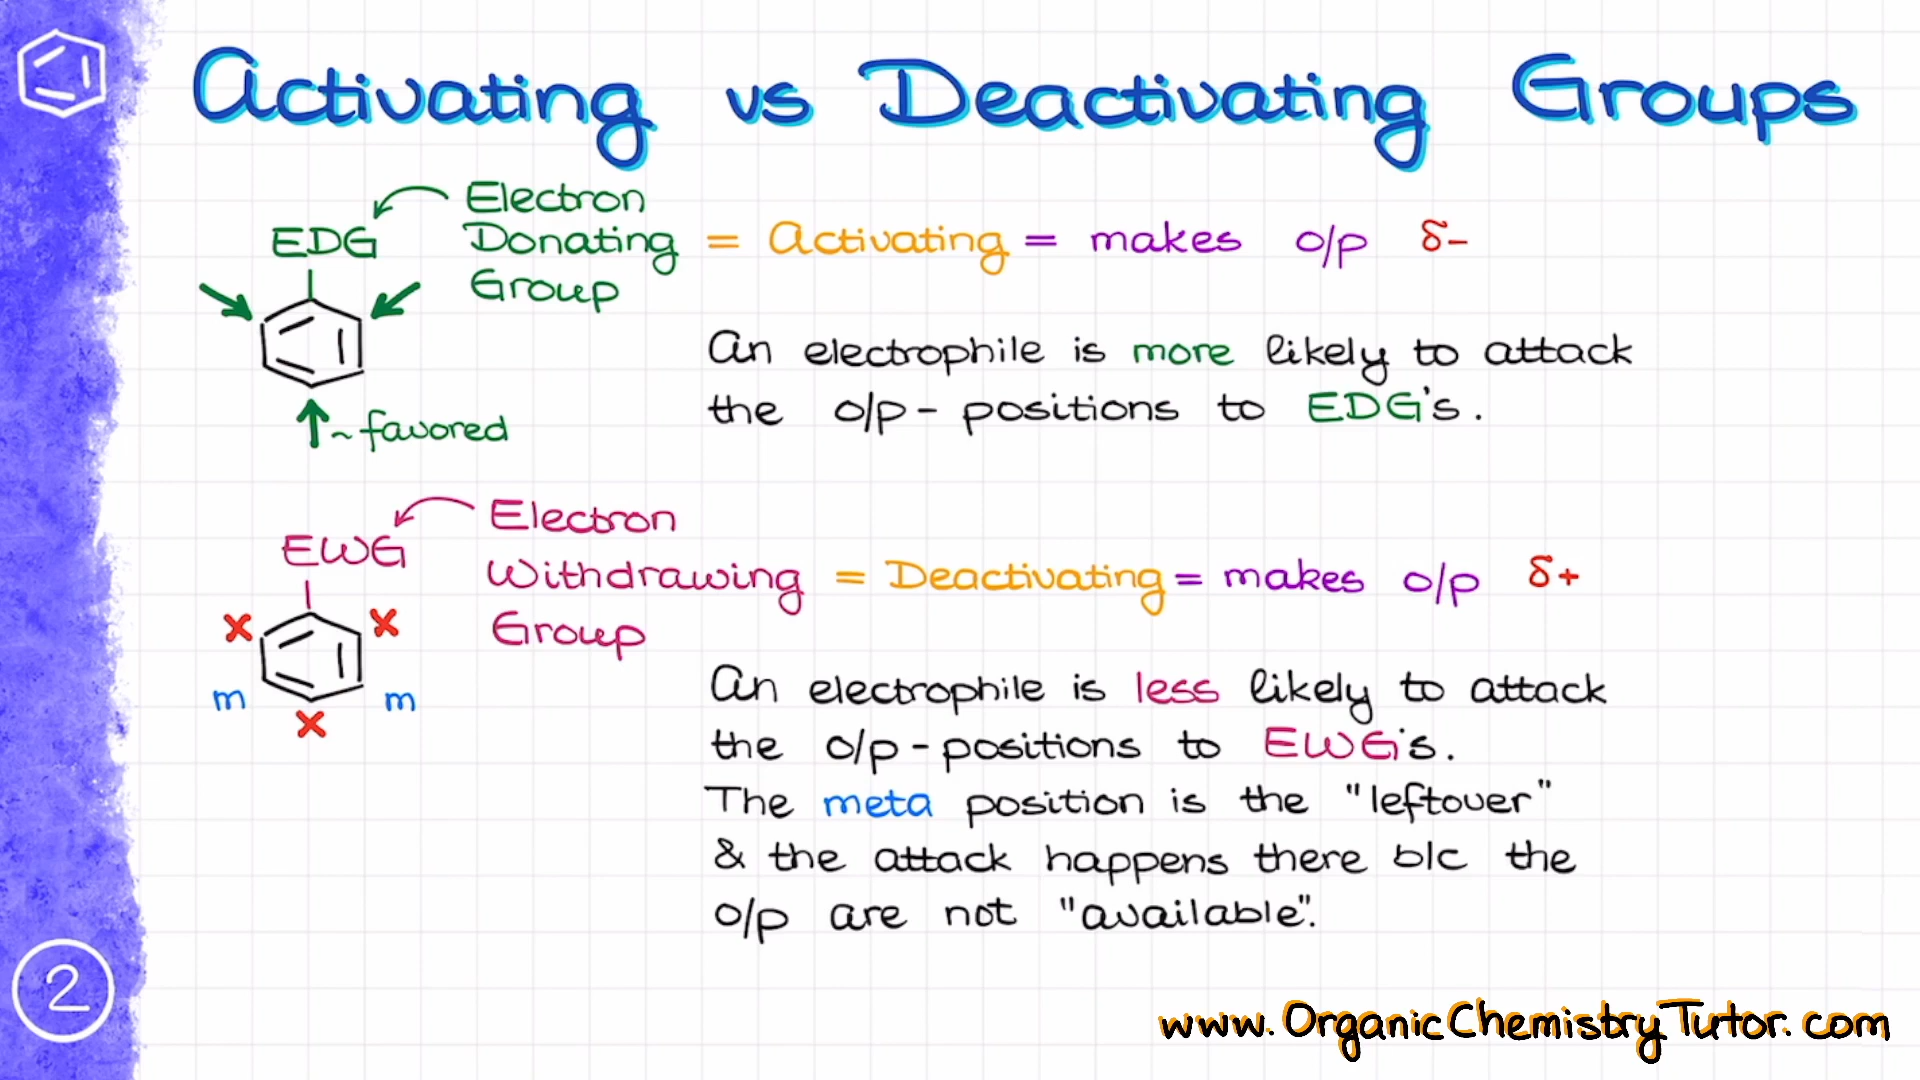 Activating vs Deactivating Groups
EDG
Electron
Donating
Group
= Activating = makes o/p δ-
~favored
An electrophile is more likely to attack
the o/p- positions to EDG's.
EWG
Electron
Withdrawing
Group
= Deactivating = makes o/p δ+
x x
m m
x
An electrophile is less likely to attack
the o/p-positions to EWG's.
The meta position is the "leftover"
& the attack happens there b/c the
o/p are not "available".
2
www.OrganicChemistryTutor.com